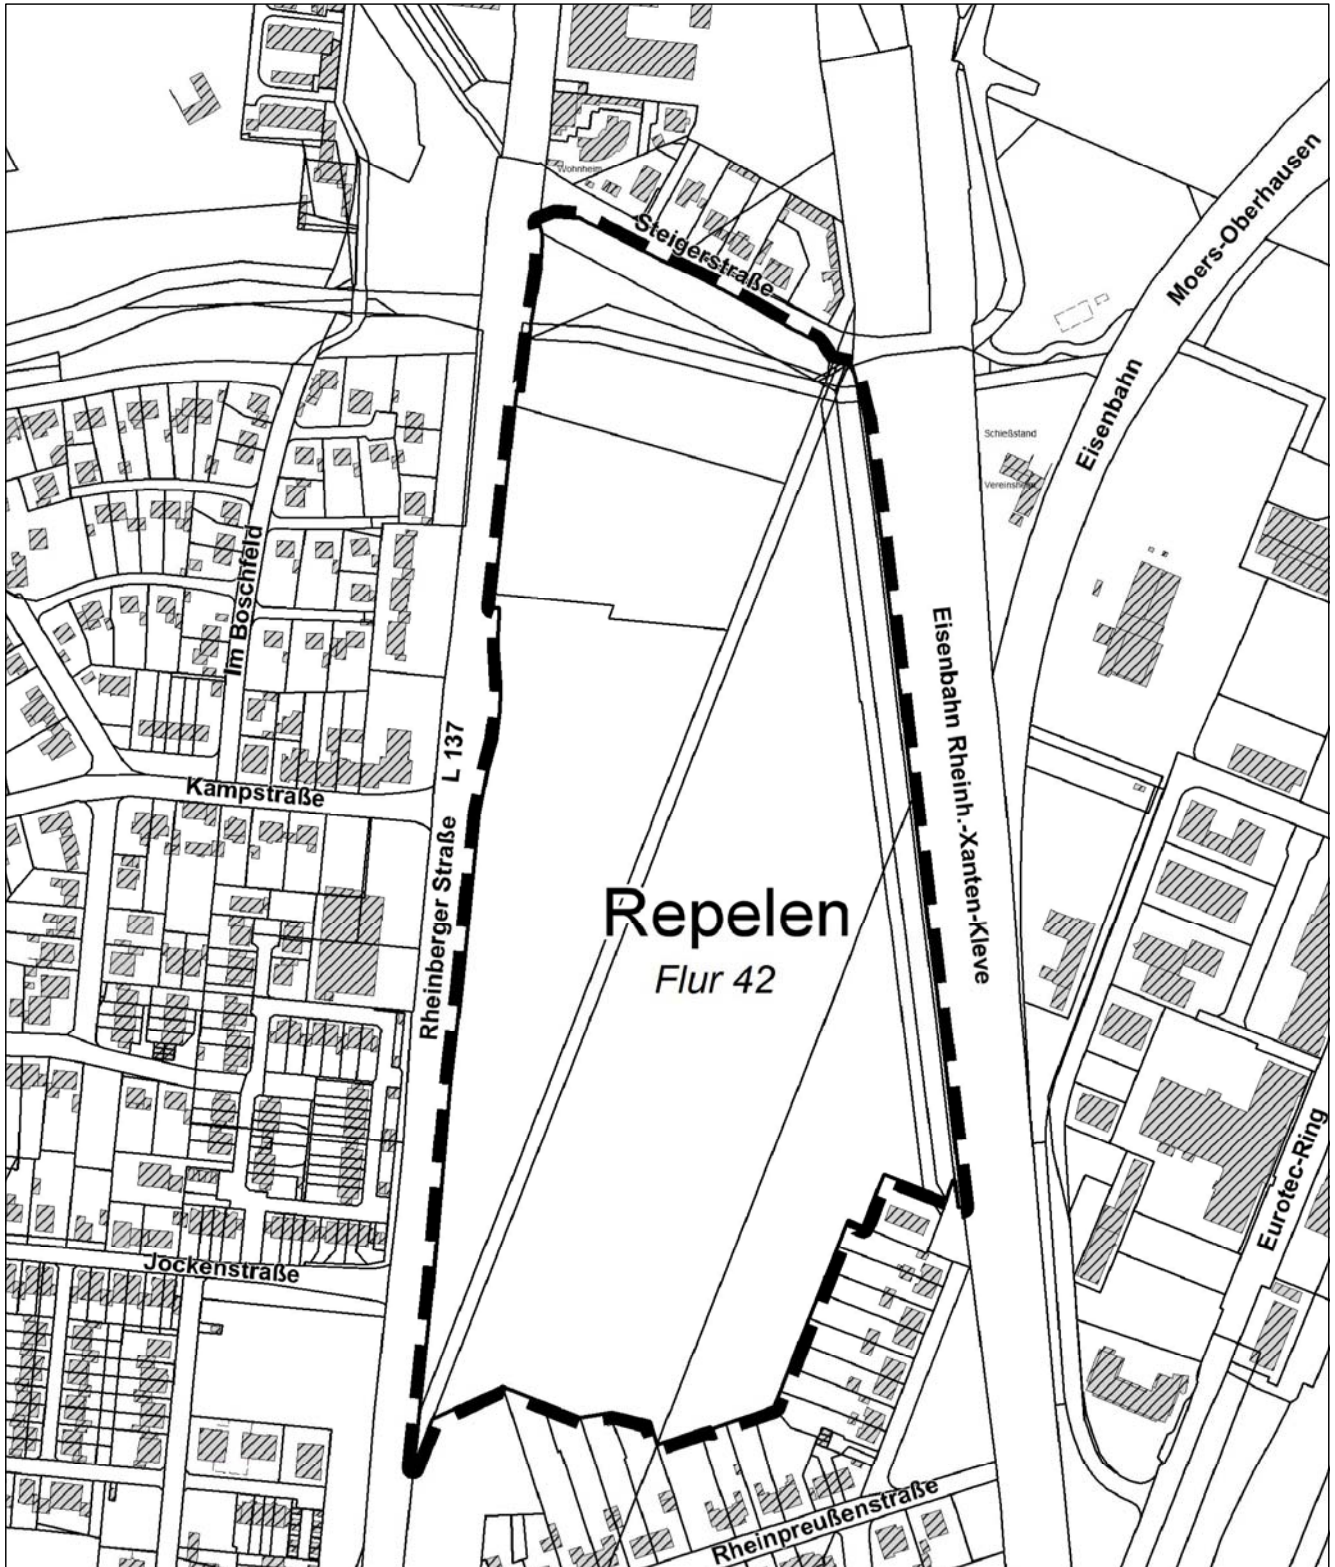 Wohnheim
Steigerstraße
Moers-Oberhausen
Eisenbahn
Schießstand
Vereinsheim
Im Boschfeld
Eisenbahn Rheinh.-Xanten-Kleve
Kampstraße
Rheinberger Straße L 137
Repelen
Flur 42
Eurotec-Ring
Jockenstraße
Rheinpreußenstraße